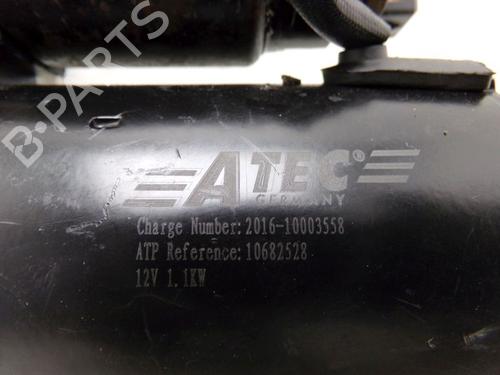 B-PARTS
ATEC®
GERMANY
Charge Number:2016-10003558
ATP Reference:10682528
12V 1.1KW